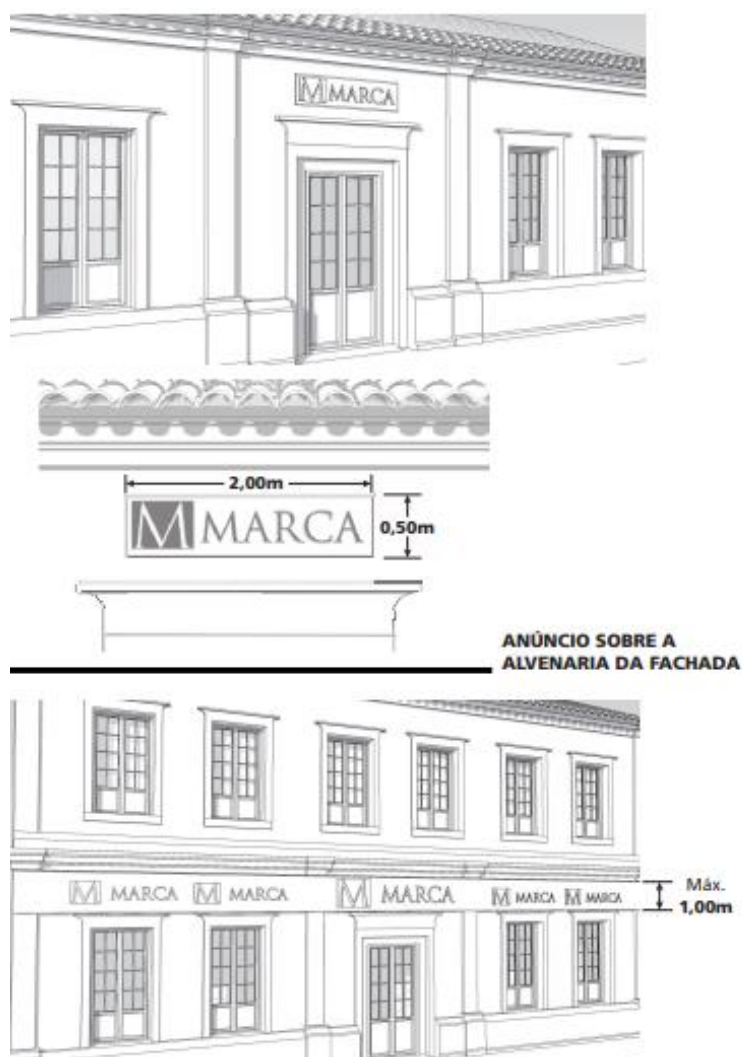 M MARCA
2,00m
M MARCA
0,50m
ANÚNCIO SOBRE A
ALVENARIA DA FACHADA
M MARCA M MARCA M MARCA M MARCA M MARCA
Máx.
1,00m